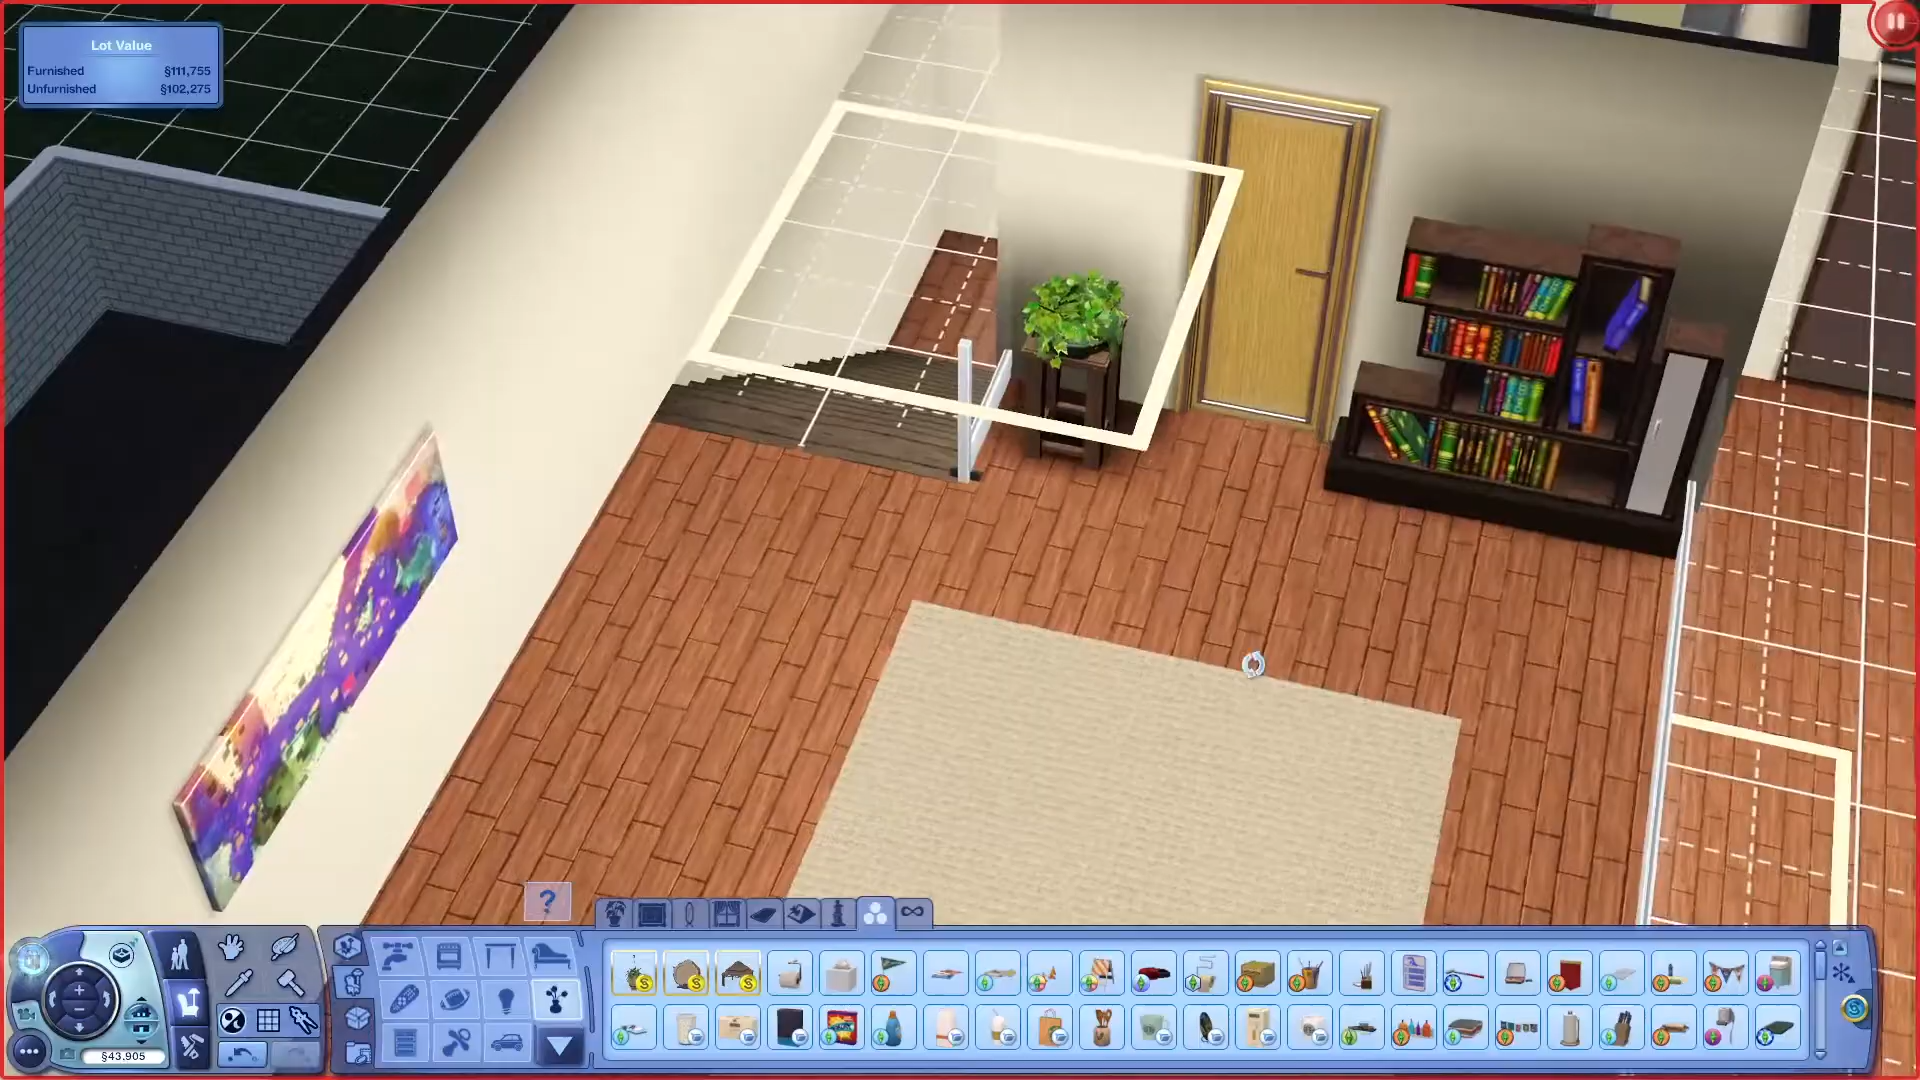 Lot Value
Furnished §111,755
Unfurnished §102,275
?
§43,905